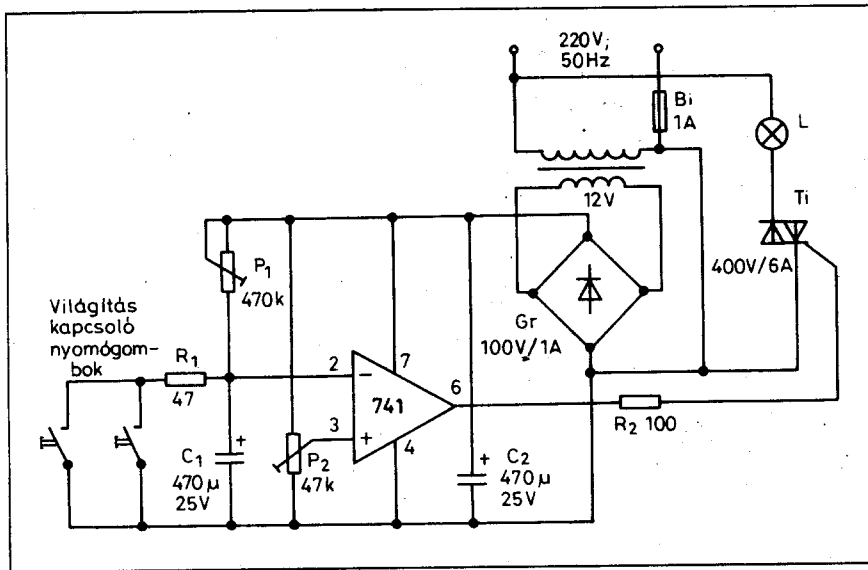 220V;
50Hz
Bi
1A
L
12V
Ti
400V/6A
P1
470k
Gr
100V/1A
Világítás
kapcsoló
nyomógom-
bok
R1
47
2
−
7
741
6
3
+
4
R2 100
C1
+
470µ
25V
P2
47k
C2
+
470µ
25V